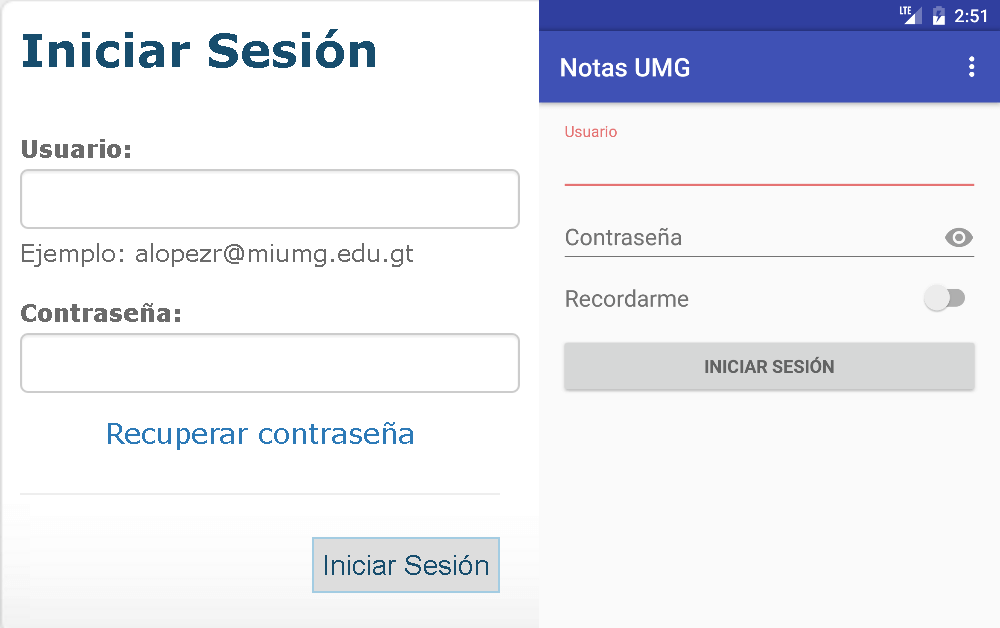 Iniciar Sesión
Usuario:
Ejemplo: alopezr@miumg.edu.gt
Contraseña:
Recuperar contraseña
Iniciar Sesión
LTE 2:51
Notas UMG
Usuario
Contraseña
Recordarme
INICIAR SESIÓN